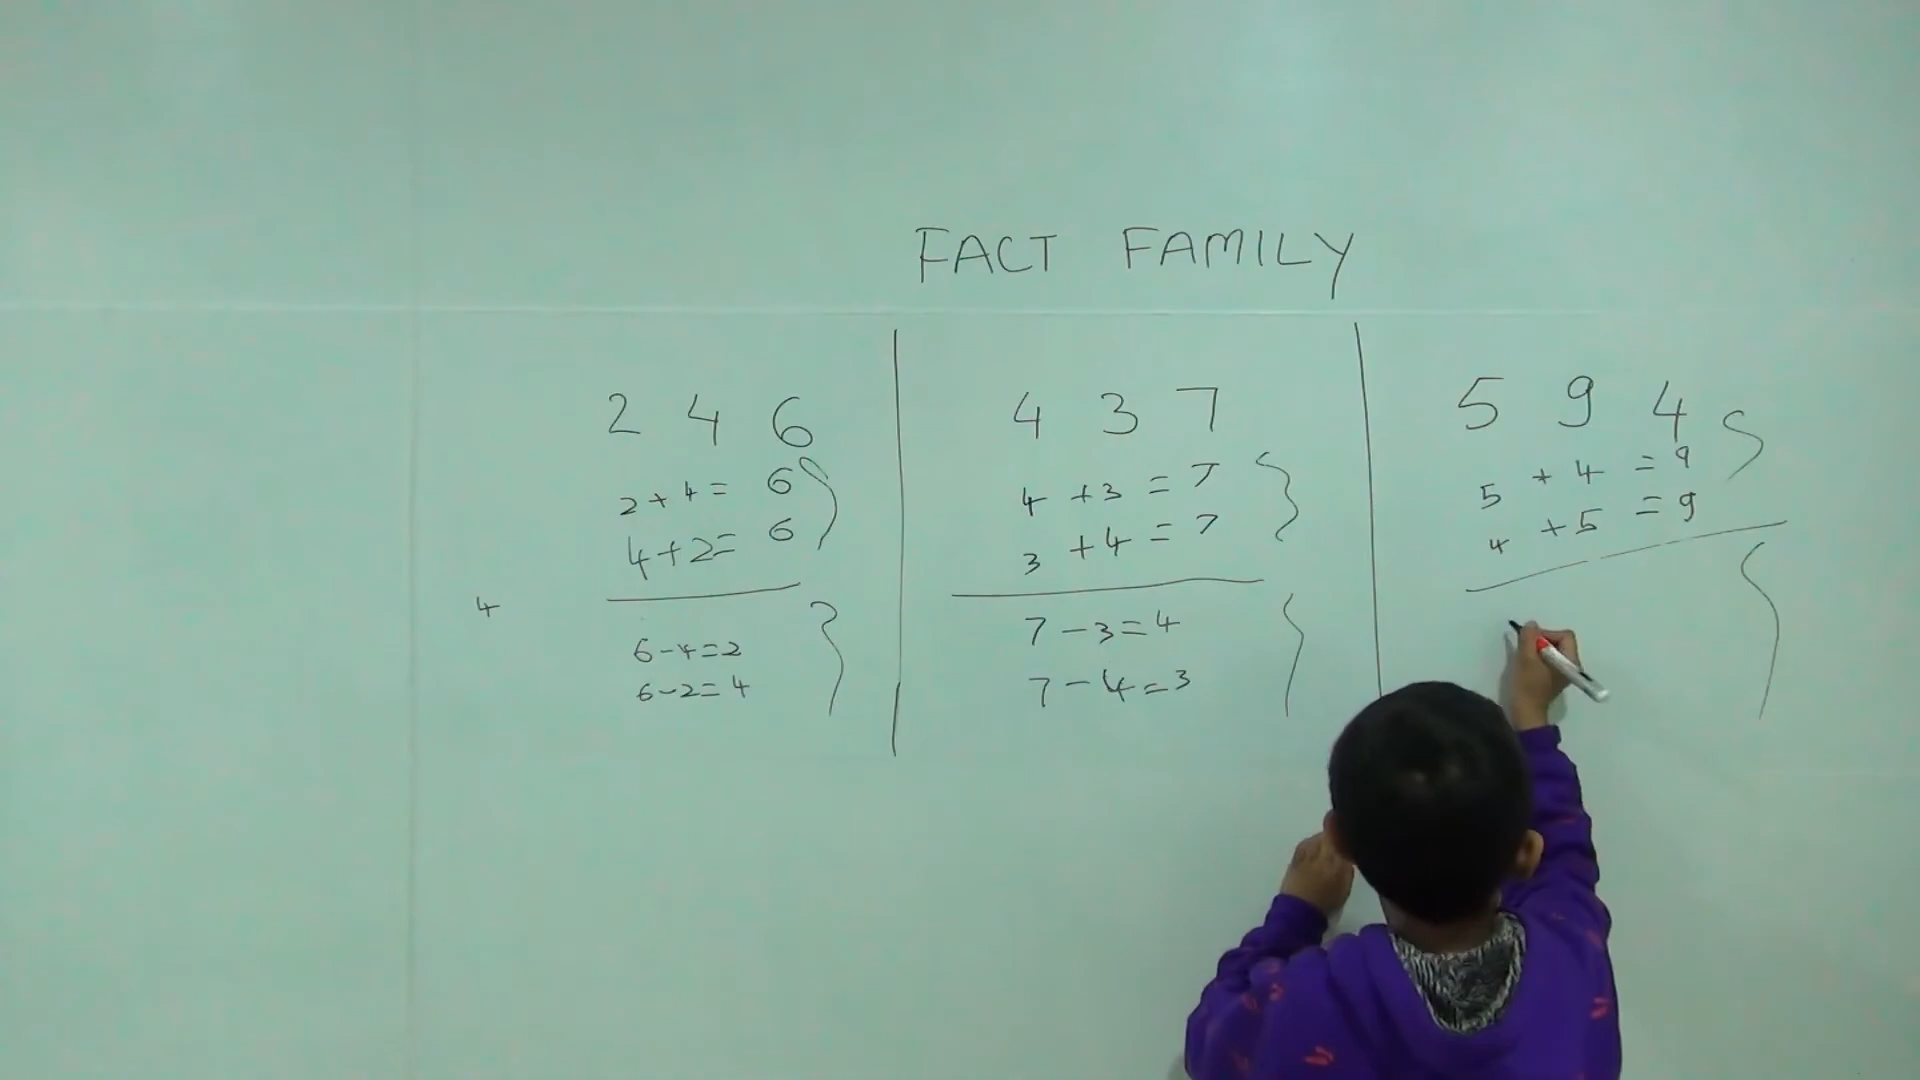 FACT FAMILY
2 4 6
2 + 4 = 6
4 + 2 = 6
4
6 - 4 = 2
6 - 2 = 4
4 3 7
4 + 3 = 7
3 + 4 = 7
7 - 3 = 4
7 - 4 = 3
5 9 4
5 + 4 = 9
4 + 5 = 9